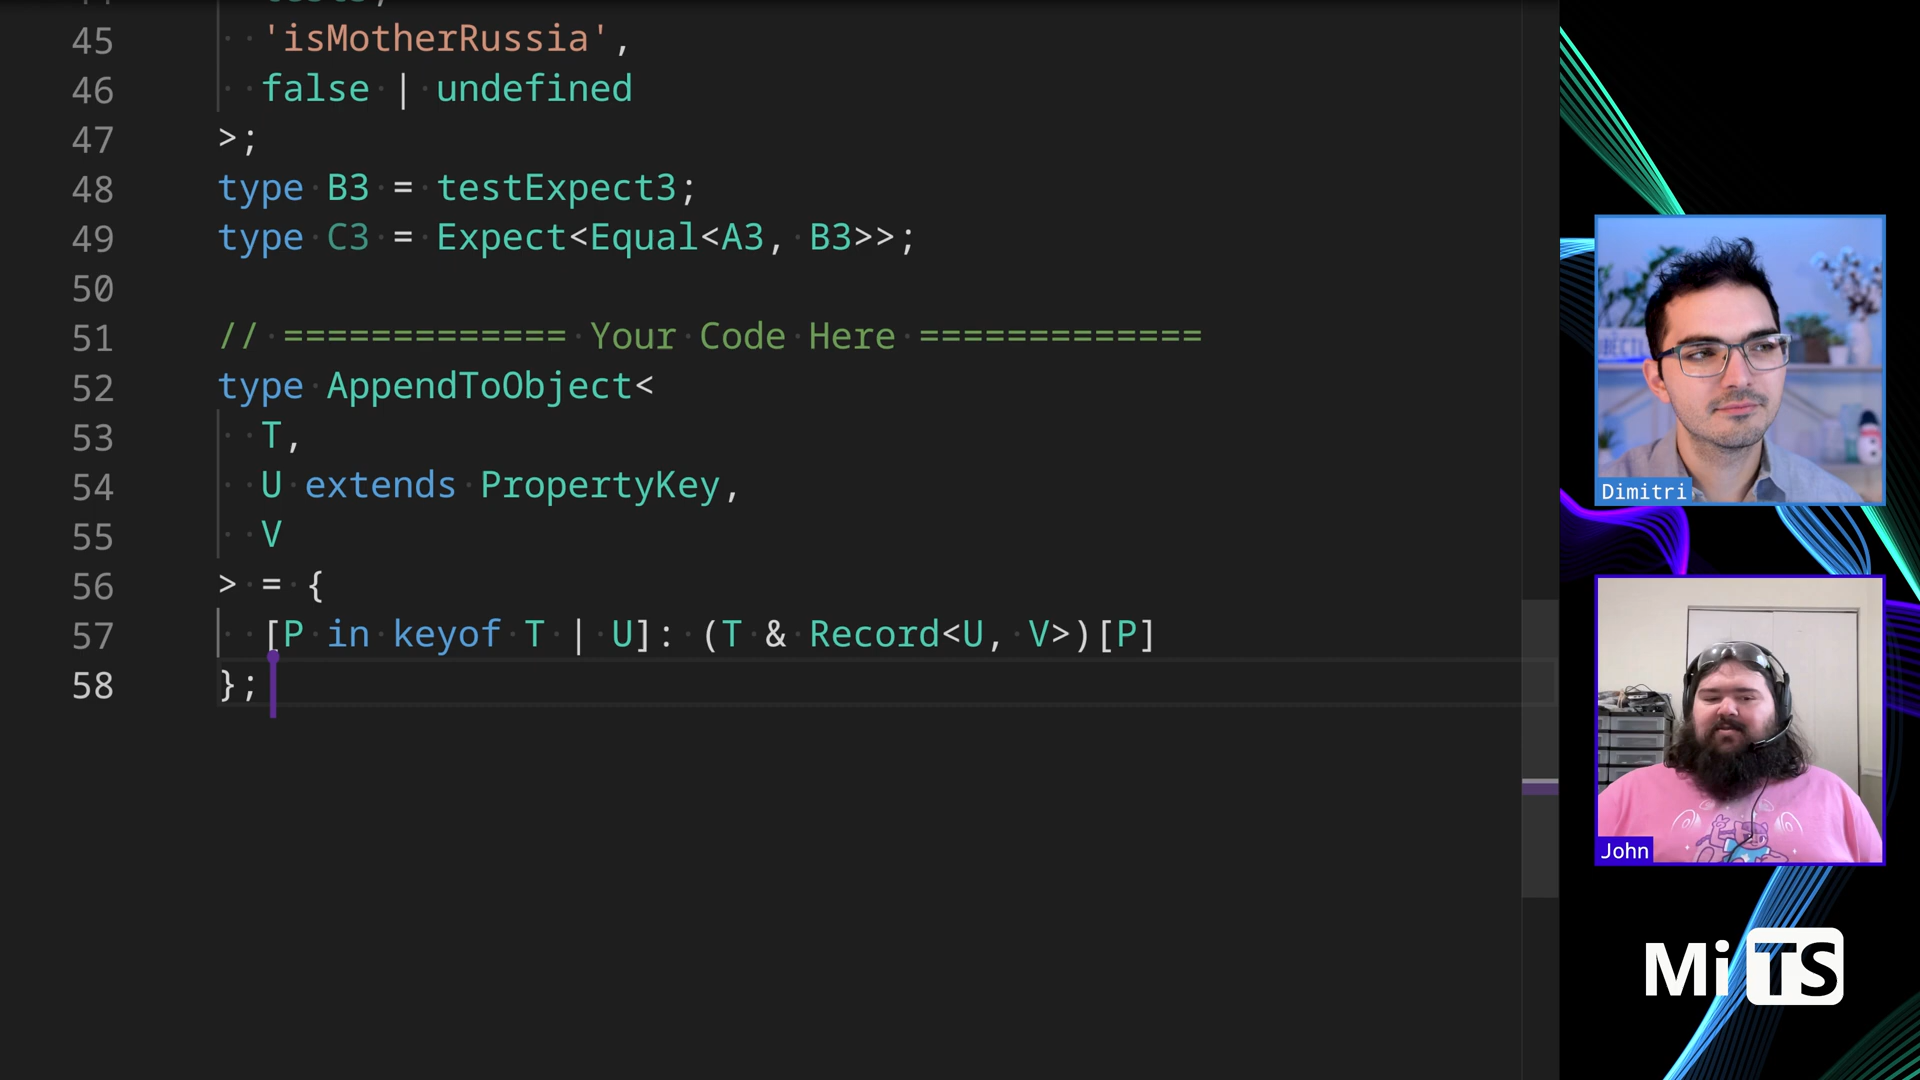 45 'isMotherRussia',
46 false | undefined
47 >;
48 type B3 = testExpect3;
49 type C3 = Expect<Equal<A3, B3>>;
50
51 // ============= Your Code Here =============
52 type AppendToObject<
53 T,
54 U extends PropertyKey,
55 V
56 > = {
57 [P in keyof T | U]: (T & Record<U, V>)[P]
58 };
Dimitri
John
Mi TS